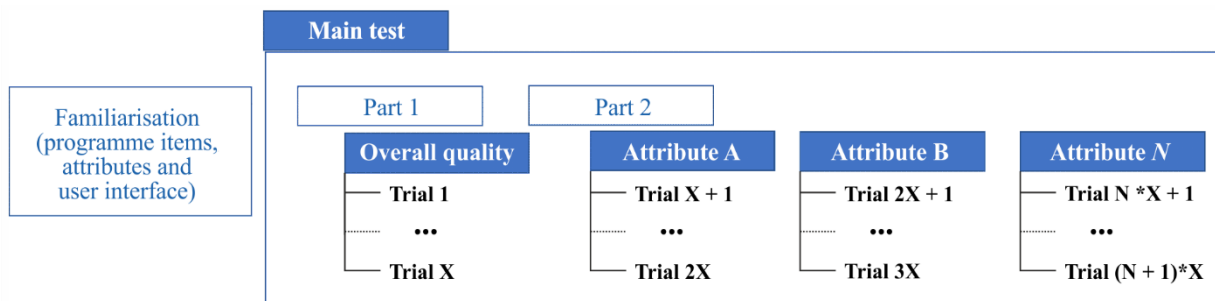 Main test
Familiarisation
(programme items,
attributes and
user interface)
Part 1
Part 2
Overall quality
Attribute A
Attribute B
Attribute N
Trial 1
Trial X + 1
Trial 2X + 1
Trial N *X + 1
•••
•••
•••
•••
Trial X
Trial 2X
Trial 3X
Trial (N + 1)*X